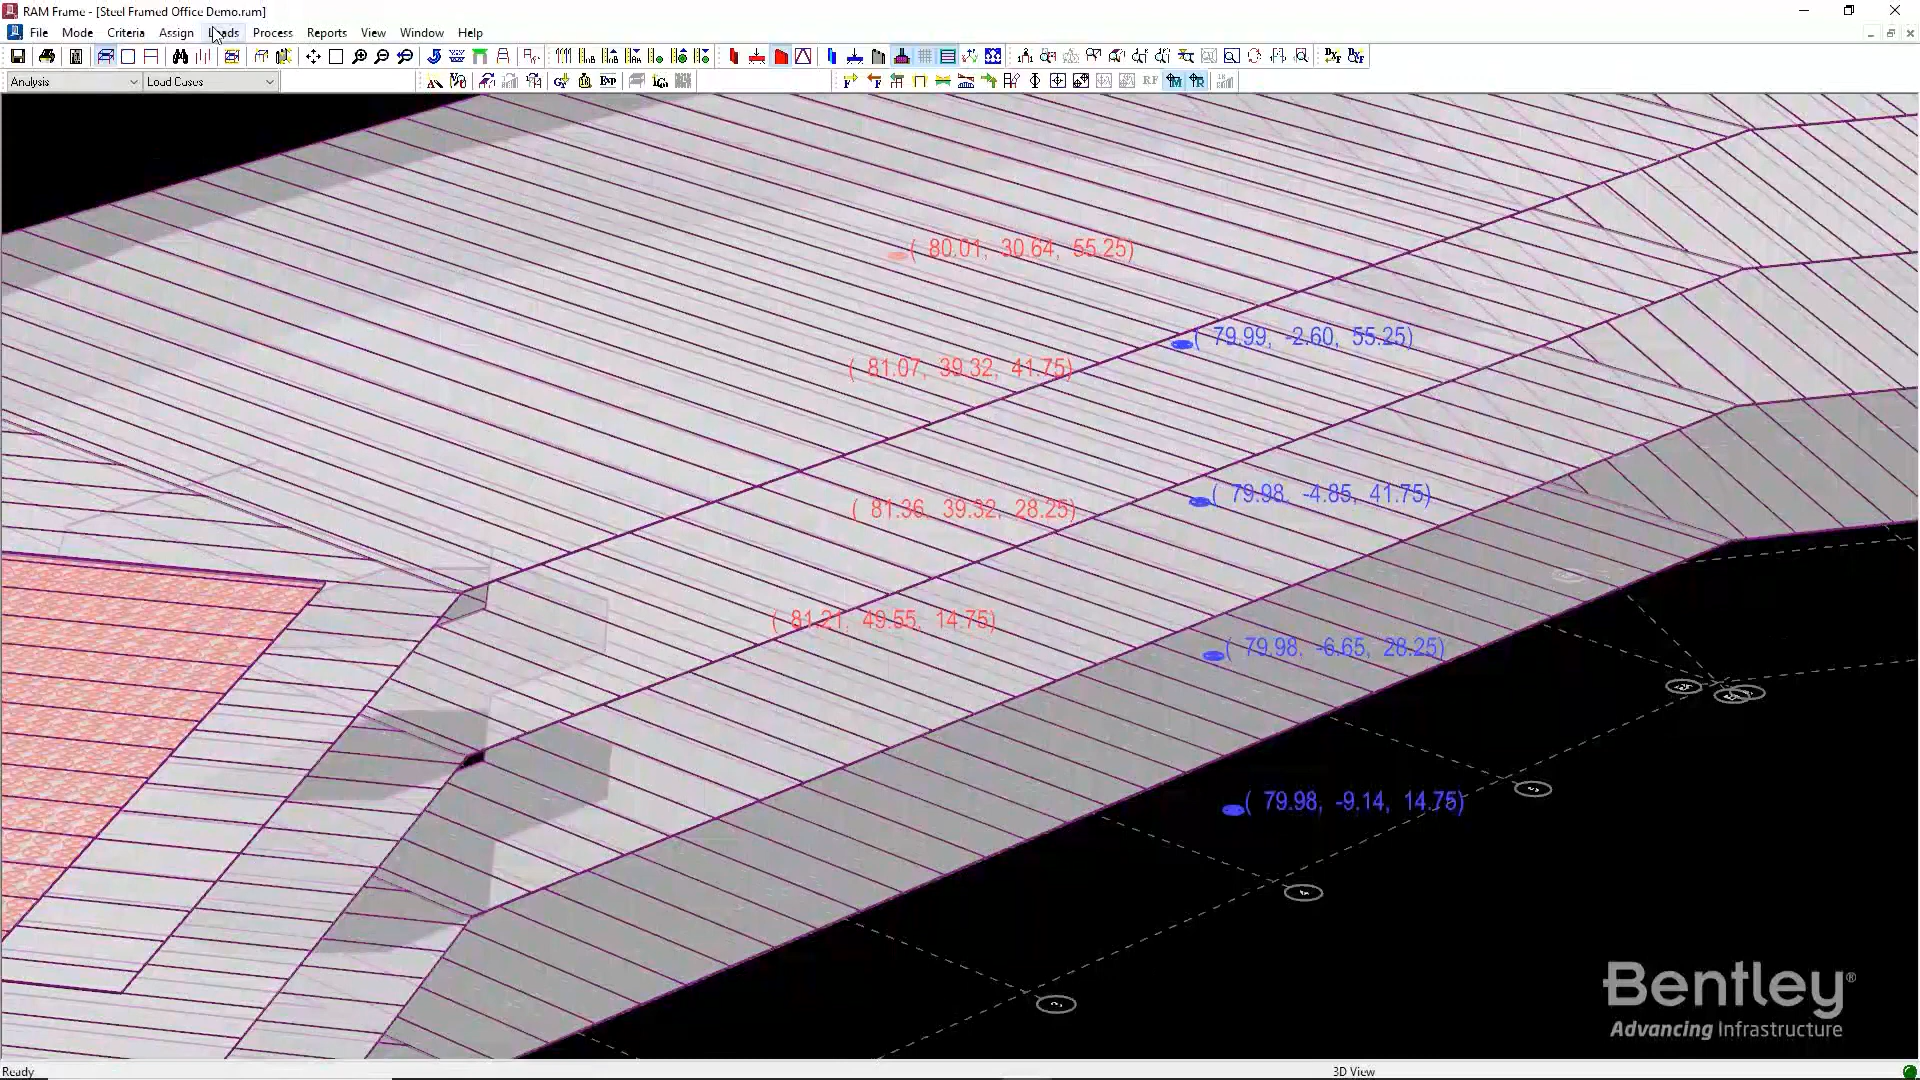 RAM Frame - [Steel Framed Office Demo.ram]
File Mode Criteria Assign Loads Process Reports View Window Help
Analysis
Load Cases
EXP
RF
( 80.01, 30.64, 55.25)
( 79.99, -2.60, 55.25)
( 81.07, 39.32, 41.75)
( 79.98, -4.85, 41.75)
( 81.36, 39.32, 28.25)
( 81.21, 49.55, 14.75)
( 79.98, -6.65, 28.25)
( 79.98, -9.14, 14.75)
Bentley®
Advancing Infrastructure
Ready
3D View